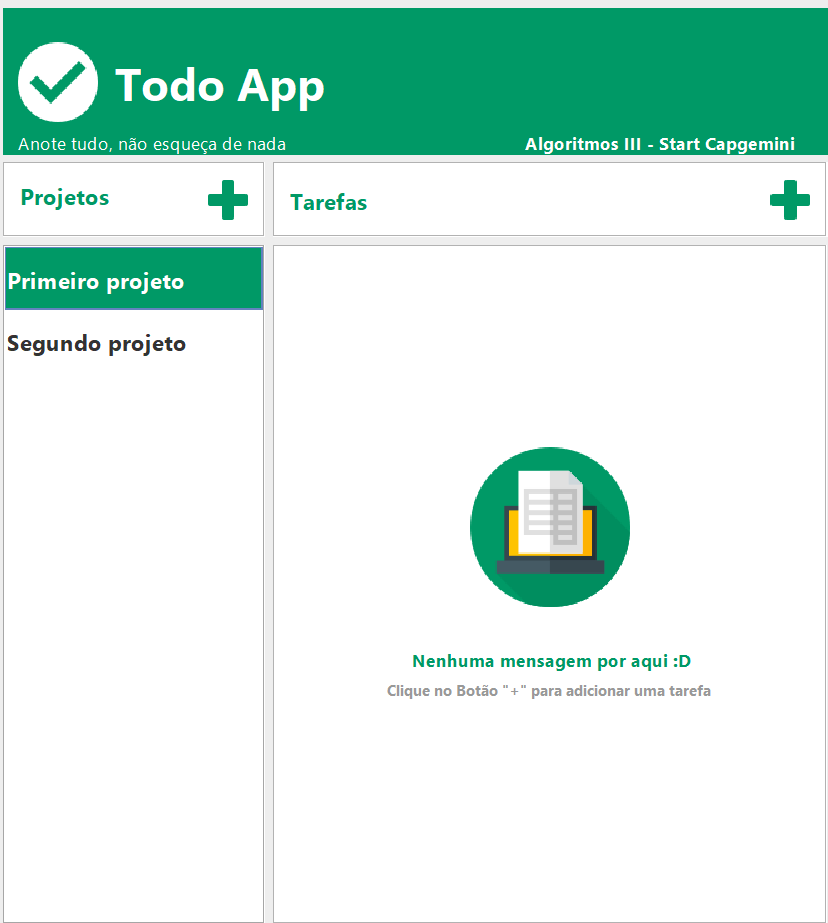 Todo App
Anote tudo, não esqueça de nada
Algoritmos III - Start Capgemini
Projetos
Tarefas
Primeiro projeto
Segundo projeto
Nenhuma mensagem por aqui :D
Clique no Botão "+" para adicionar uma tarefa